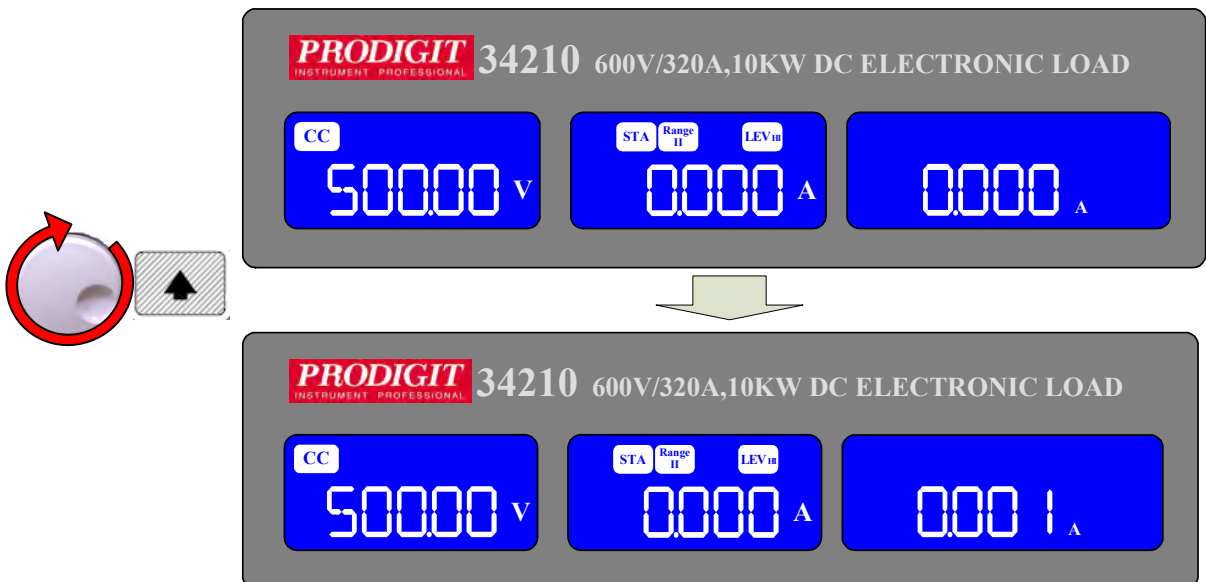 PRODIGIT
INSTRUMENT PROFESSIONAL
34210 600V/320A,10KW DC ELECTRONIC LOAD
CC
500.00 V
STA Range II LEV HI
0.000 A
0.000 A
PRODIGIT
INSTRUMENT PROFESSIONAL
34210 600V/320A,10KW DC ELECTRONIC LOAD
CC
500.00 V
STA Range II LEV HI
0.000 A
0.001 A